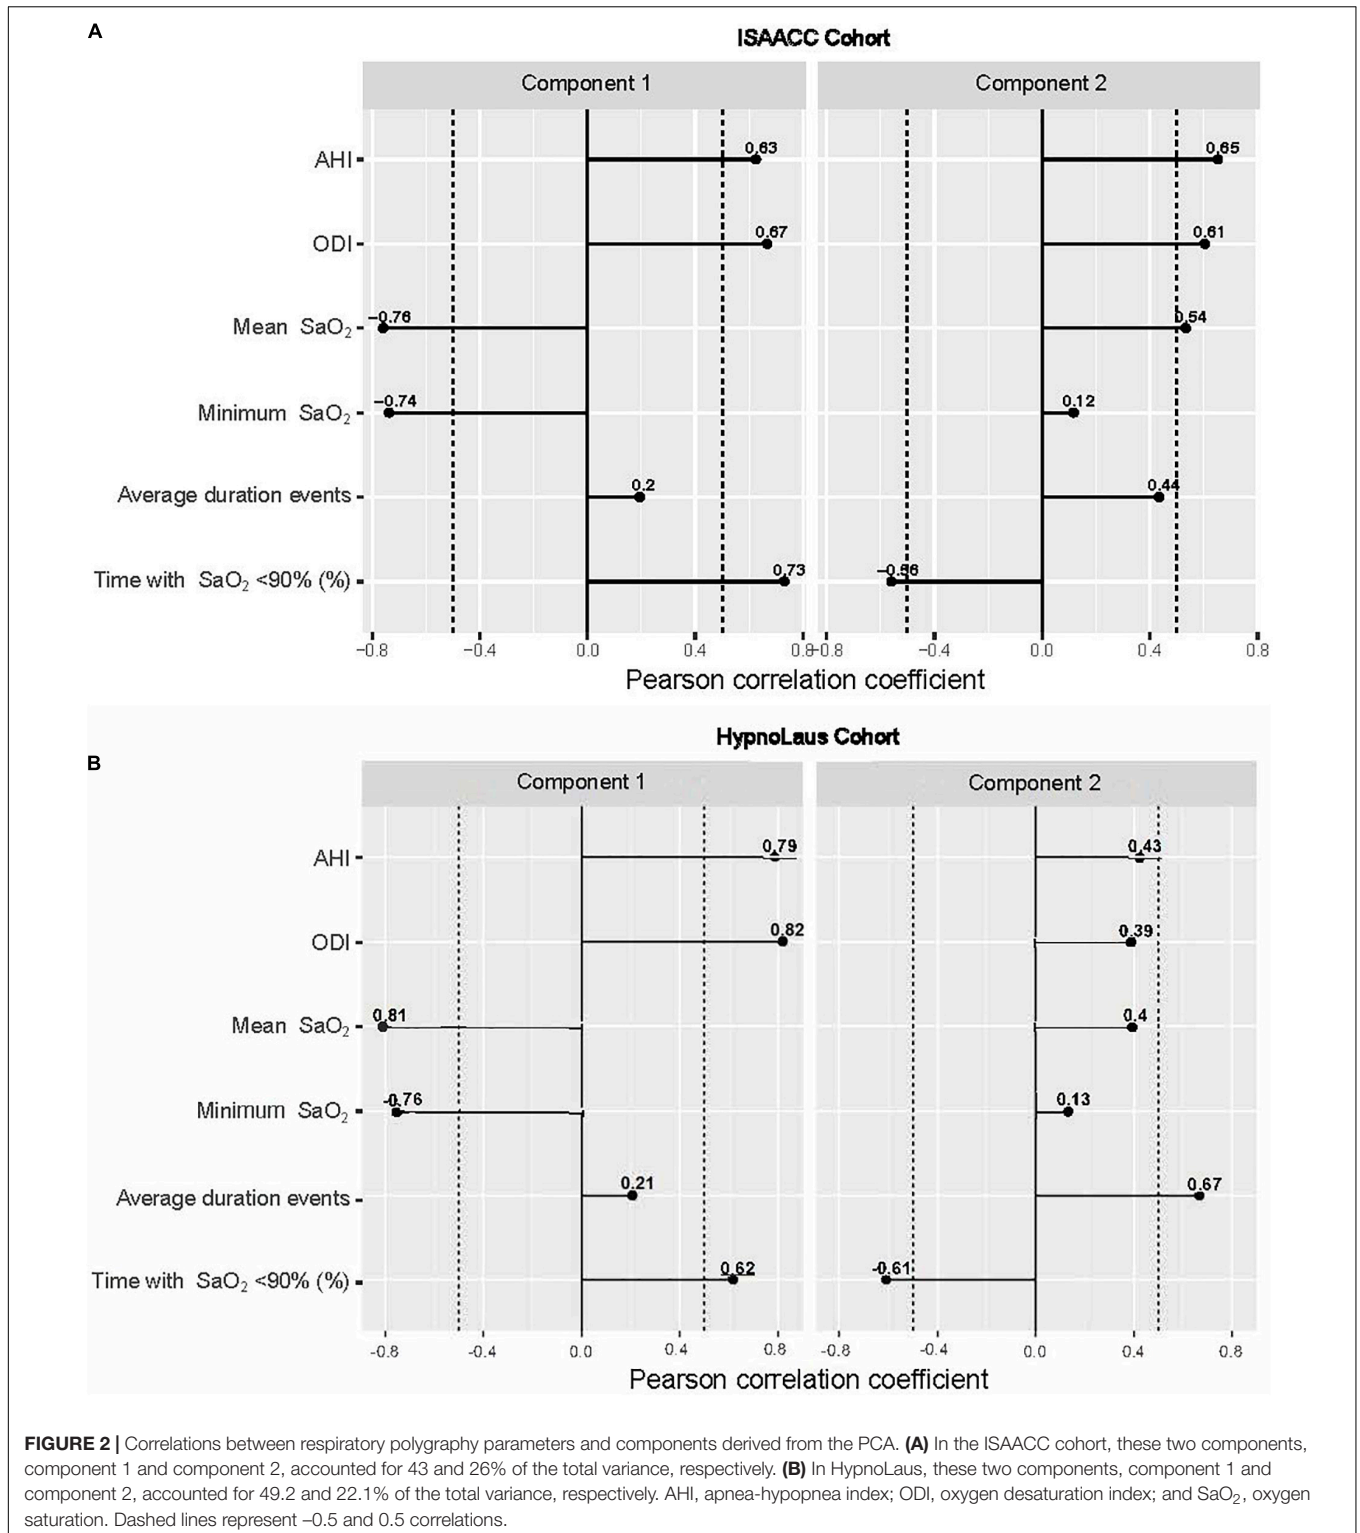 A
ISAACC Cohort
Component 1
Component 2
AHI
0.63
0.65
ODI
0.67
0.61
Mean SaO₂
−0.76
0.54
Minimum SaO₂
−0.74
0.12
Average duration events
0.2
0.44
Time with SaO₂ <90% (%)
0.73
−0.56
−0.8 −0.4 0.0 0.4 0.8 −0.8 −0.4 0.0 0.4 0.8
Pearson correlation coefficient
HypnoLaus Cohort
B
Component 1
Component 2
AHI
0.79
0.43
ODI
0.82
0.39
Mean SaO₂
0.81
0.4
Minimum SaO₂
-0.76
0.13
Average duration events
0.21
0.67
Time with SaO₂ <90% (%)
0.62
-0.61
-0.8 -0.4 0.0 0.4 0.8 -0.8 -0.4 0.0 0.4 0.8
Pearson correlation coefficient
FIGURE 2 | Correlations between respiratory polygraphy parameters and components derived from the PCA. (A) In the ISAACC cohort, these two components,
component 1 and component 2, accounted for 43 and 26% of the total variance, respectively. (B) In HypnoLaus, these two components, component 1 and
component 2, accounted for 49.2 and 22.1% of the total variance, respectively. AHI, apnea-hypopnea index; ODI, oxygen desaturation index; and SaO₂, oxygen
saturation. Dashed lines represent –0.5 and 0.5 correlations.